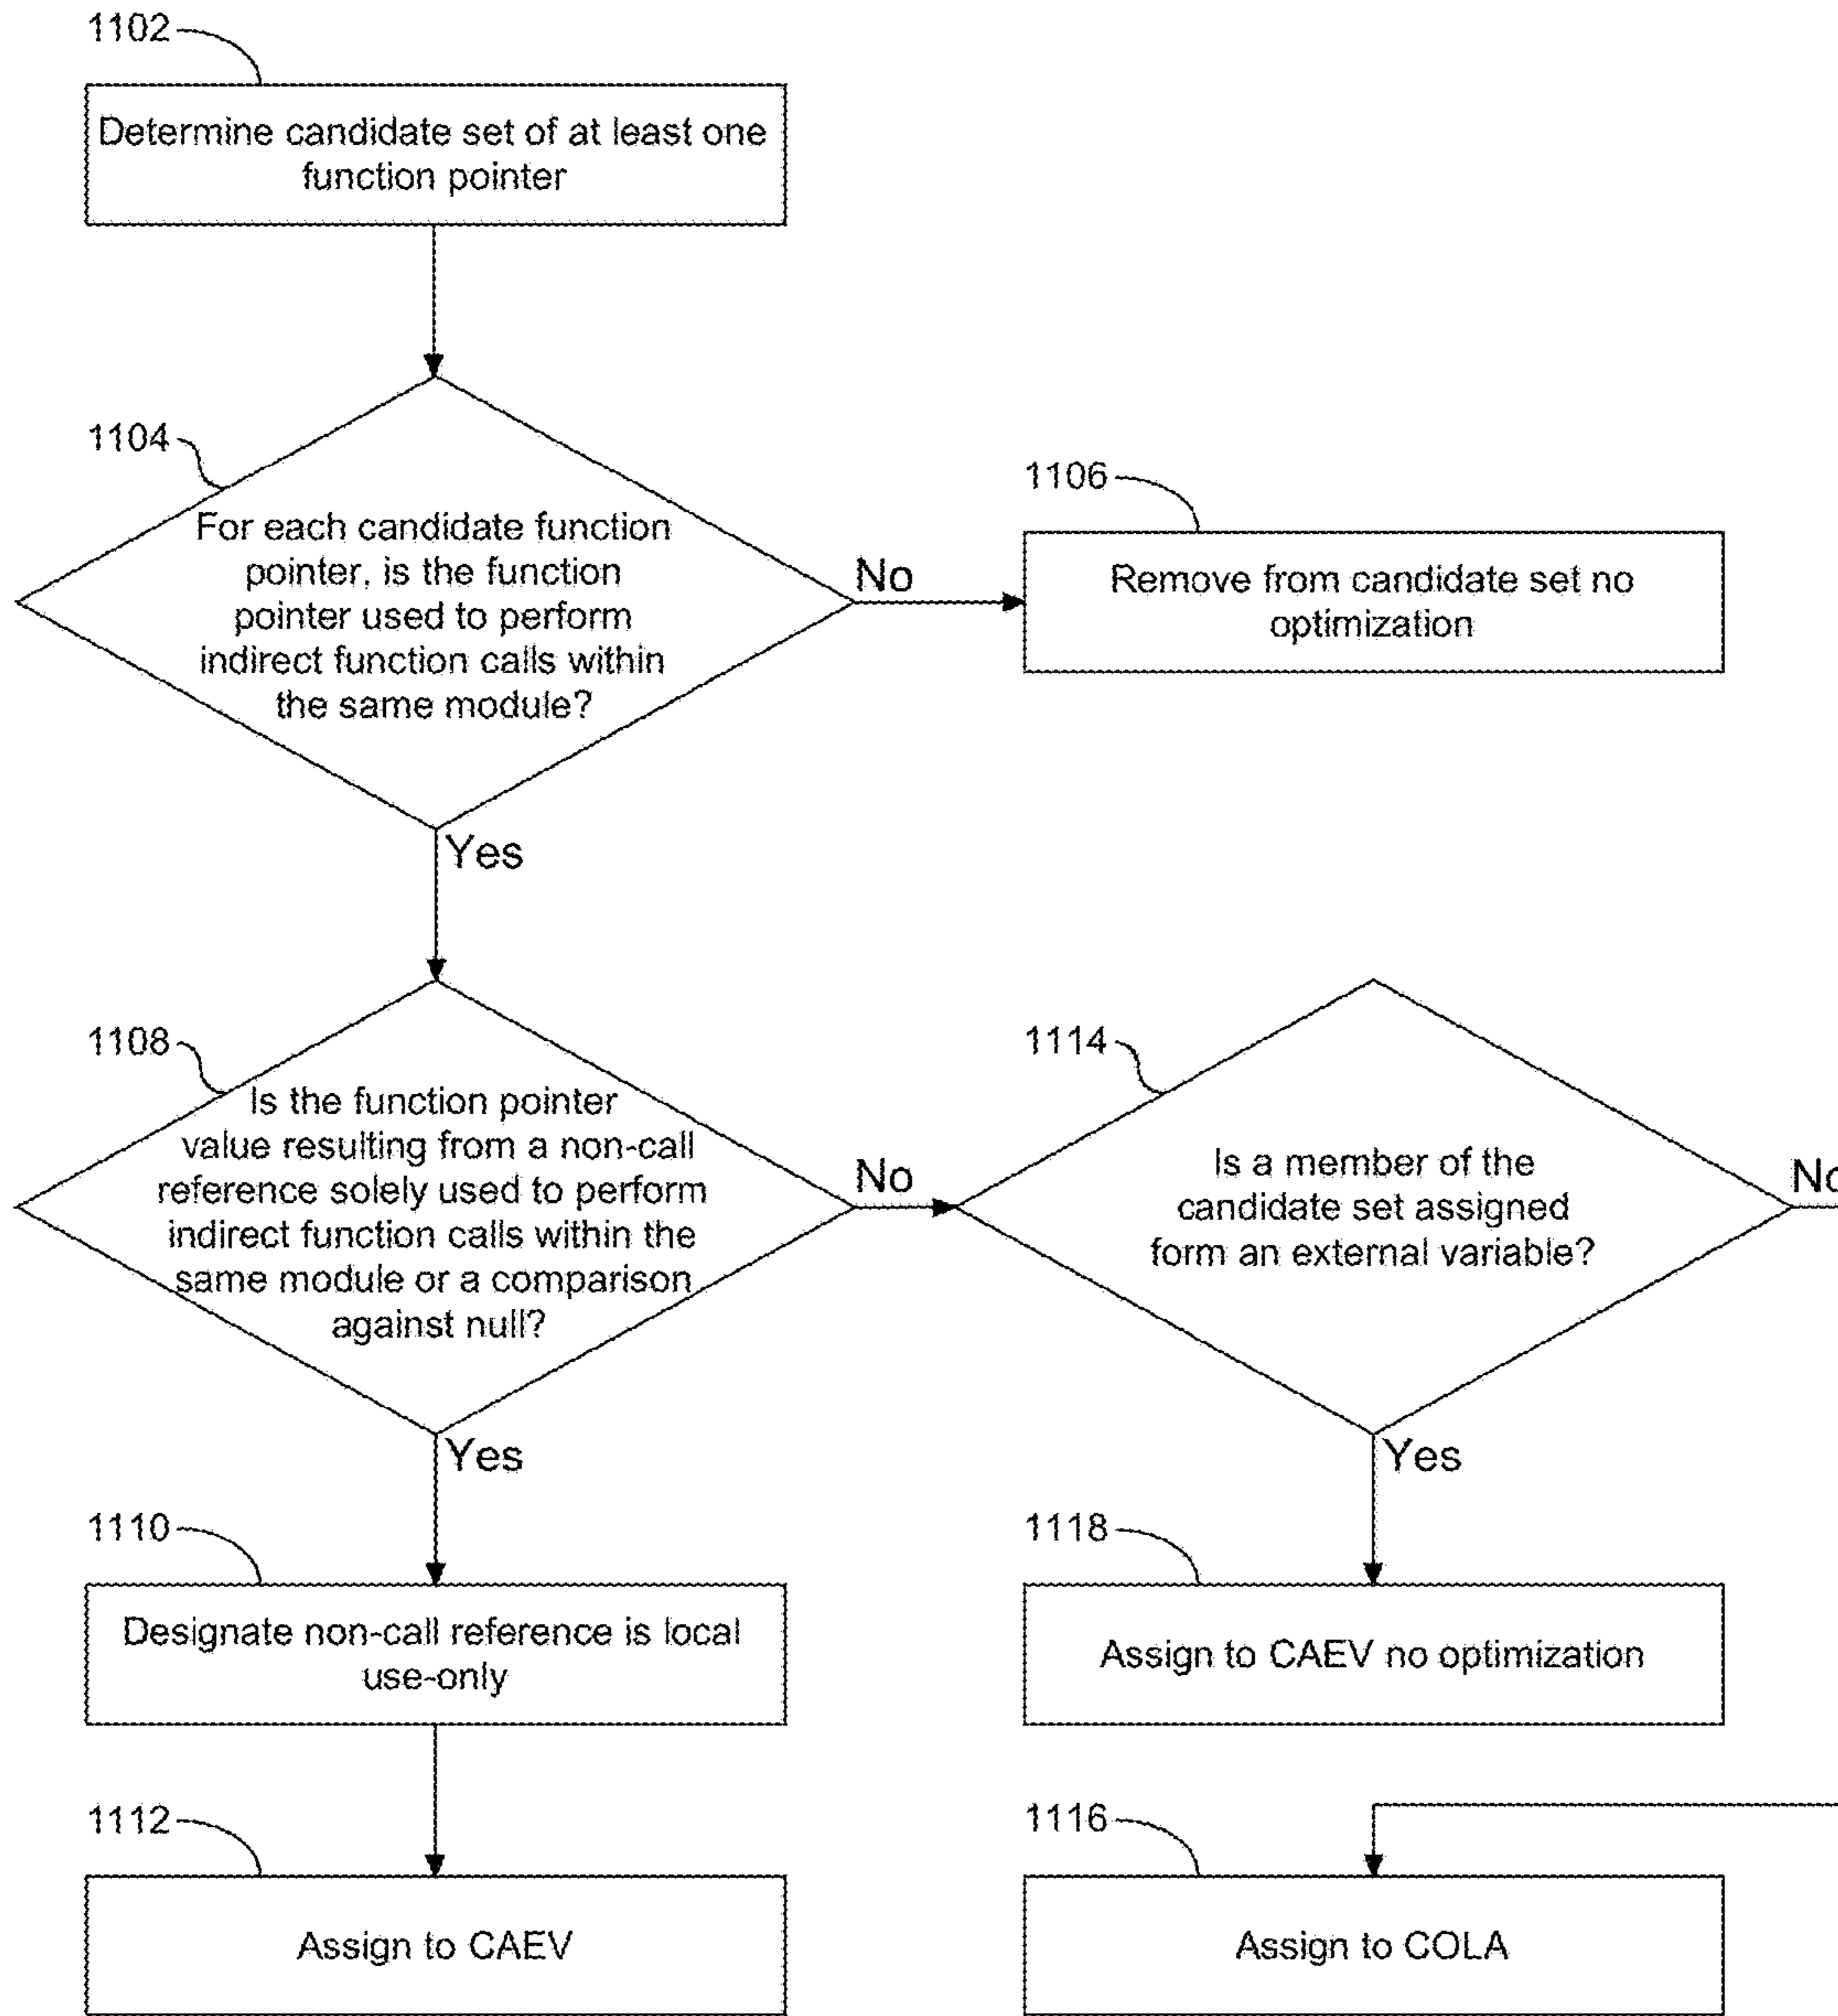 1102
Determine candidate set of at least one
function pointer
1104
For each candidate function
pointer, is the function
pointer used to perform
indirect function calls within
the same module?
No
1106
Remove from candidate set no
optimization
Yes
1108
Is the function pointer
value resulting from a non-call
reference solely used to perform
indirect function calls within the
same module or a comparison
against null?
No
1114
Is a member of the
candidate set assigned
form an external variable?
No
Yes
Yes
1110
Designate non-call reference is local
use-only
1118
Assign to CAEV no optimization
1112
Assign to CAEV
1116
Assign to COLA